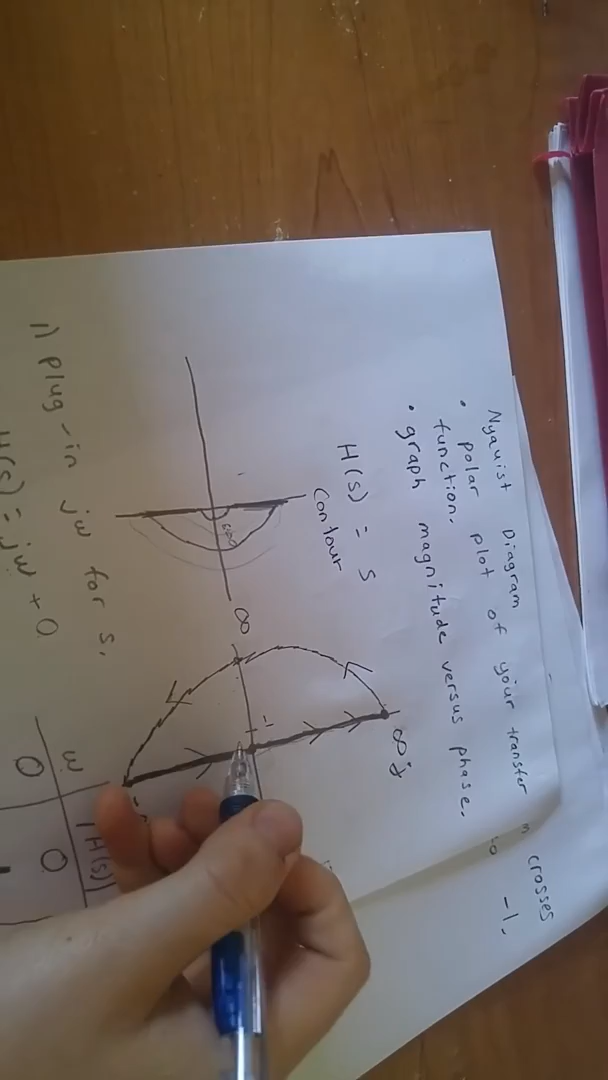 Nyquist Diagram
• polar plot of your transfer
function.
• graph magnitude versus phase.
crosses
-1.
H(s) = s
Contour
∞
∞j
-1
1) Plug-in jω for s.
H(s) = jω + 0
ω |H(s)|
0 0